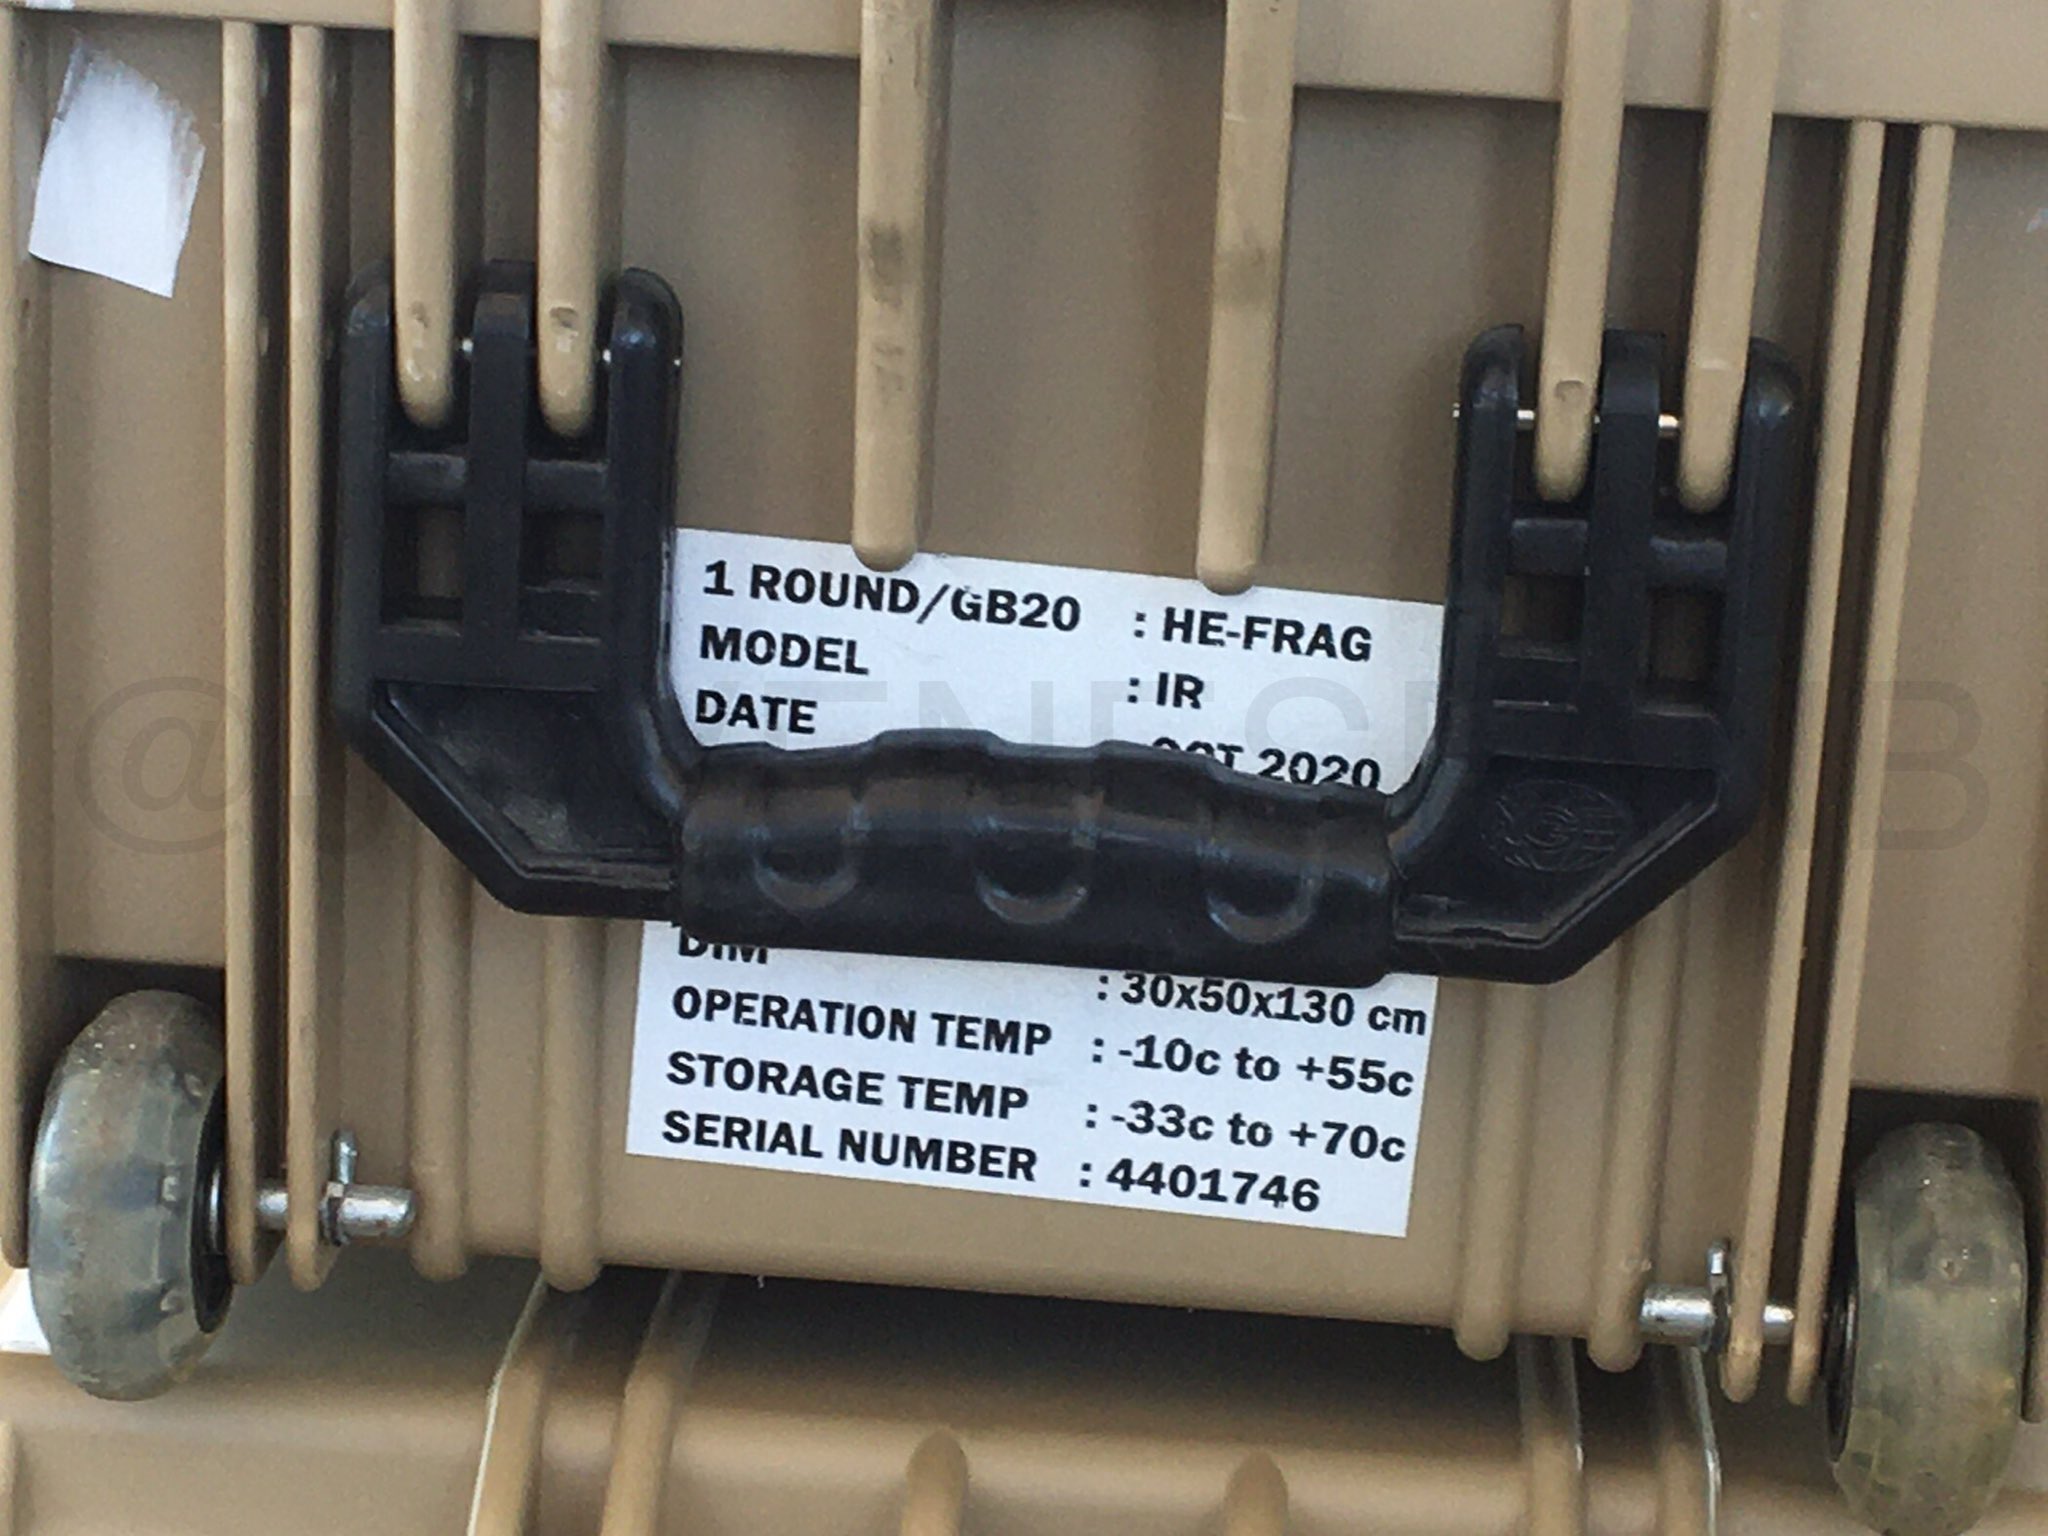 1 ROUND/GB20 : HE-FRAG
MODEL : IR
DATE : OCT 2020
DIM : 30x50x130 cm
OPERATION TEMP : -10c to +55c
STORAGE TEMP : -33c to +70c
SERIAL NUMBER : 4401746